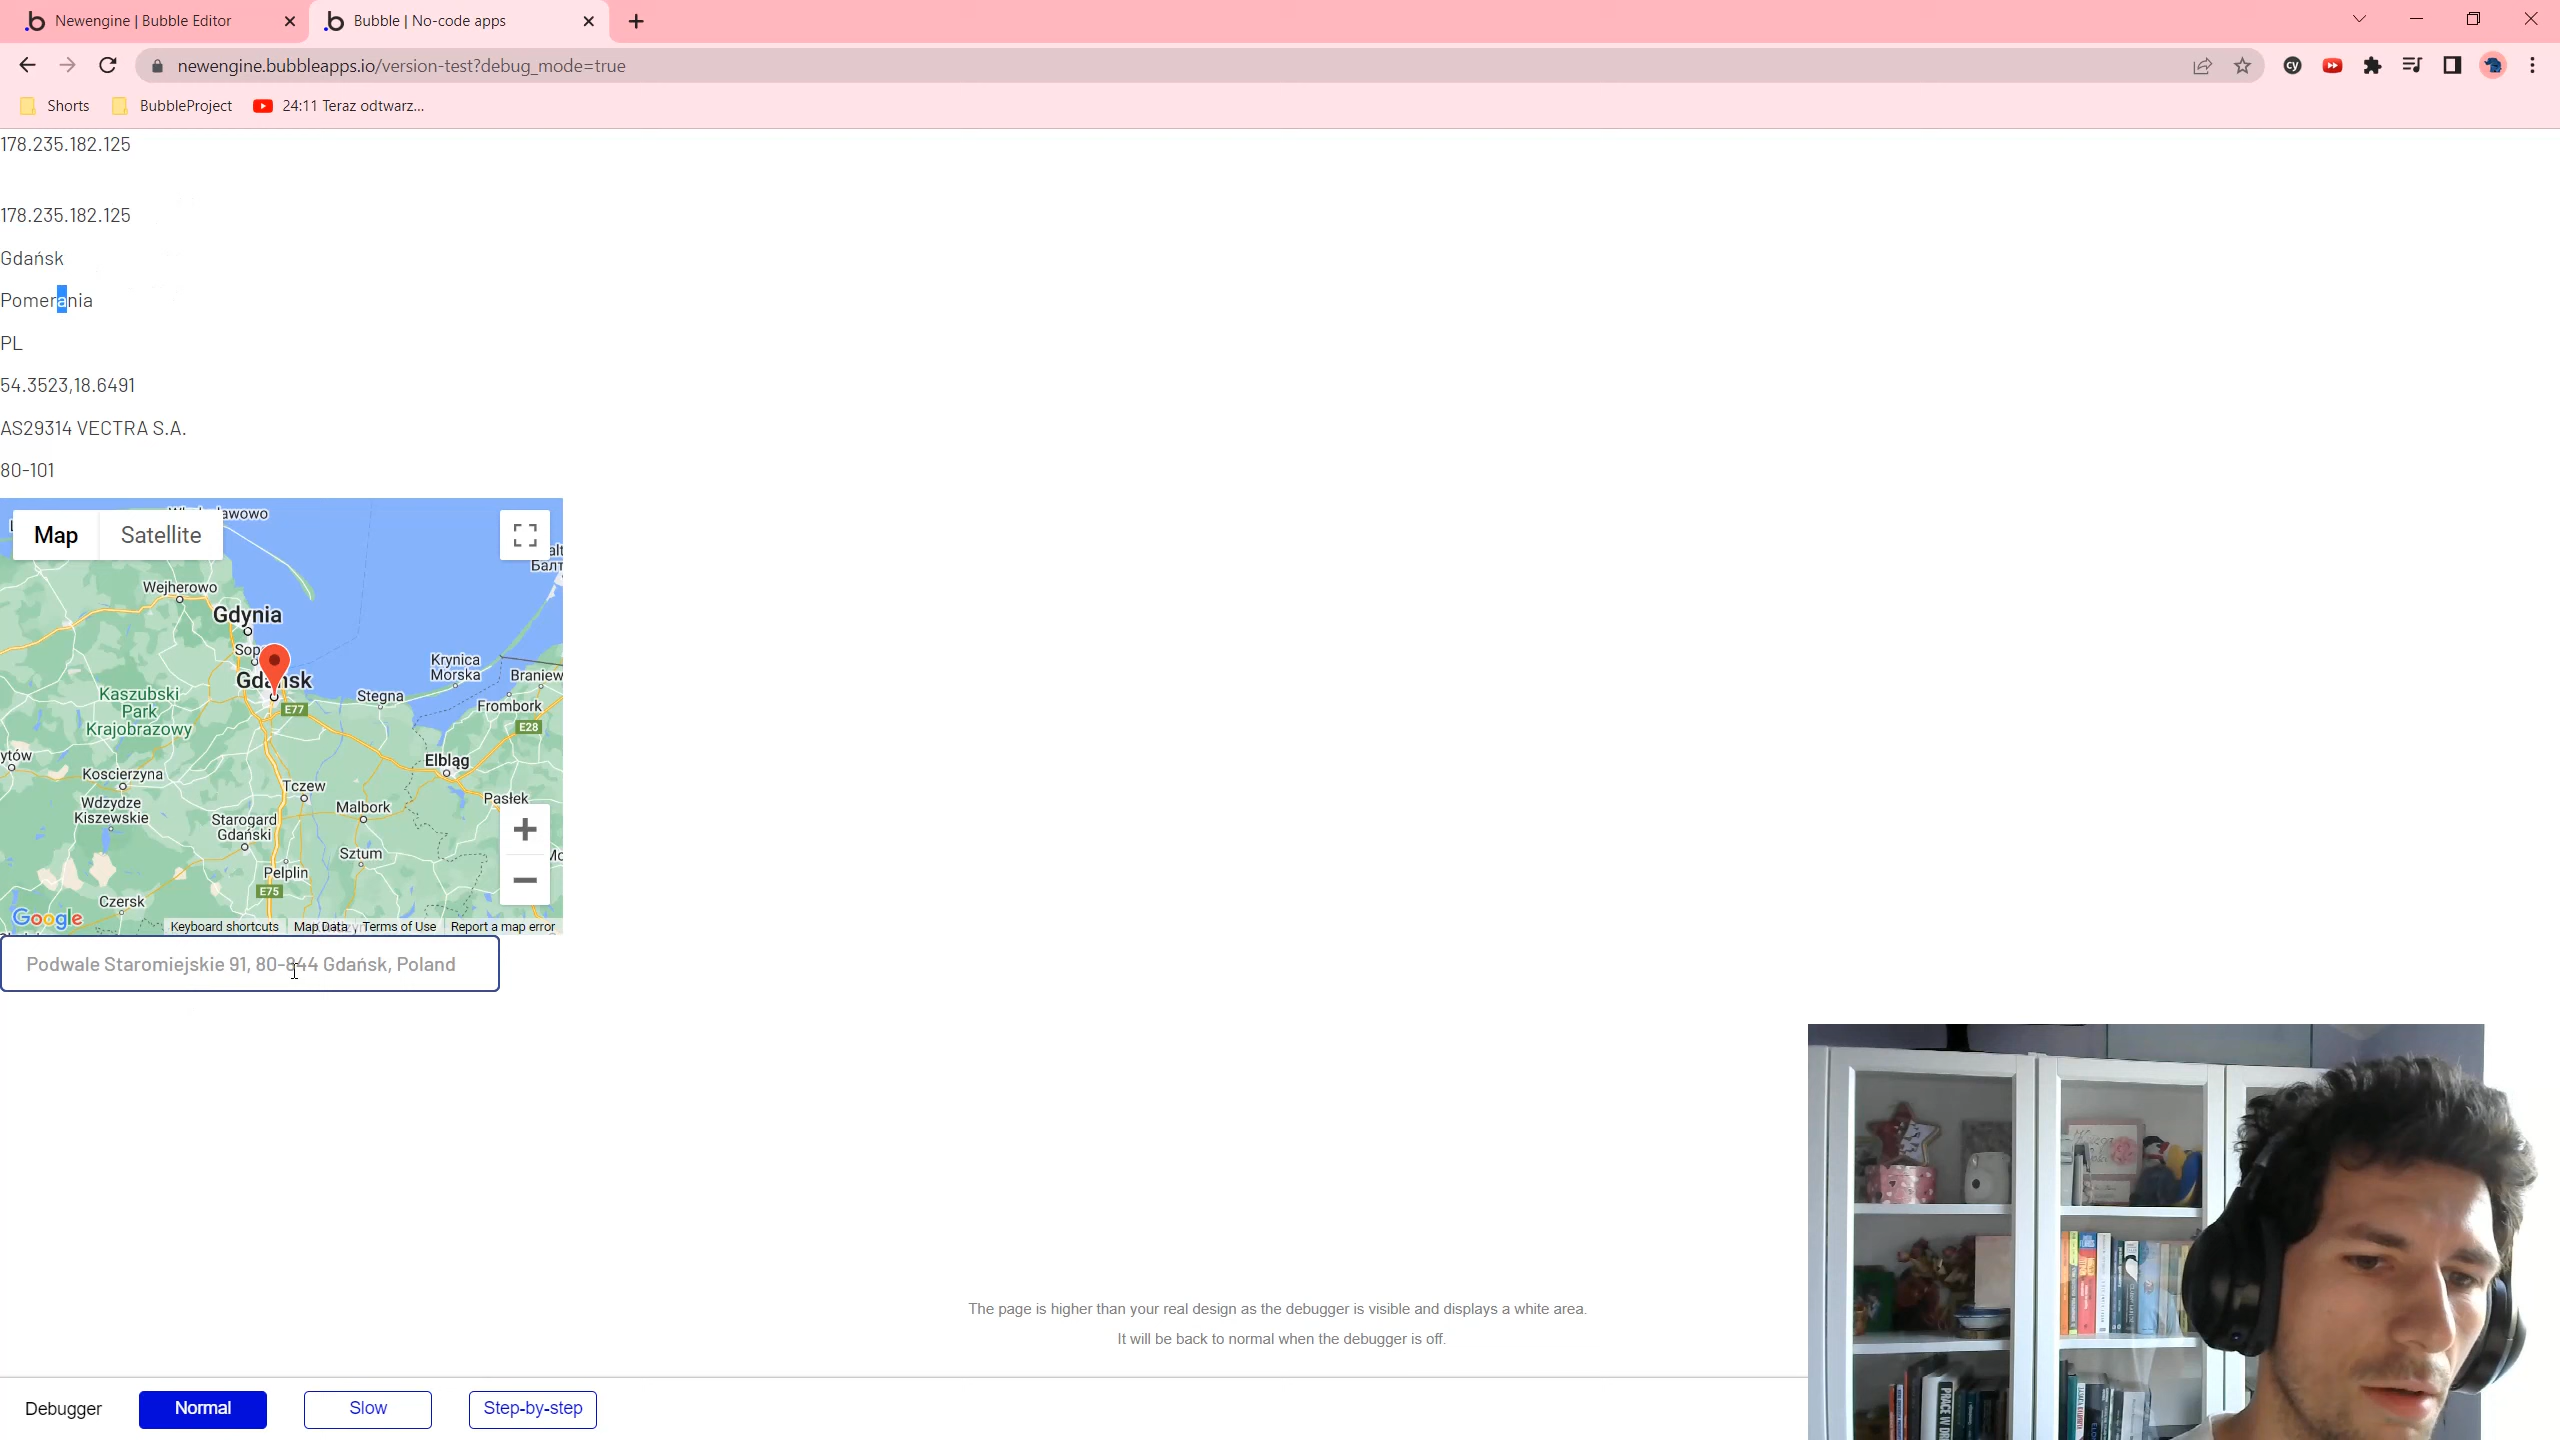 Newengine | Bubble Editor
Bubble | No-code apps
newengine.bubbleapps.io/version-test?debug_mode=true
Shorts
BubbleProject
24:11 Teraz odtwarz...
178.235.182.125
178.235.182.125
Gdańsk
Pomerania
PL
54.3523,18.6491
AS29314 VECTRA S.A.
80-101
Map
Satellite
Wejherowo
Gdynia
Sop
Gdańsk
Krynica
Morska
Braniew
Stegna
Kaszubski
Park
Krajobrazowy
E77
Frombork
E28
ytów
Elbląg
Koscierzyna
Tczew
Wdzydze
Kiszewskie
Malbork
Pasłęk
Starogard
Gdański
Sztum
Pelplin
E75
Czersk
Google
Keyboard shortcuts
Map Data
Terms of Use
Report a map error
Podwale Staromiejskie 91, 80-844 Gdańsk, Poland
The page is higher than your real design as the debugger is visible and displays a white area.
It will be back to normal when the debugger is off.
Debugger
Normal
Slow
Step-by-step